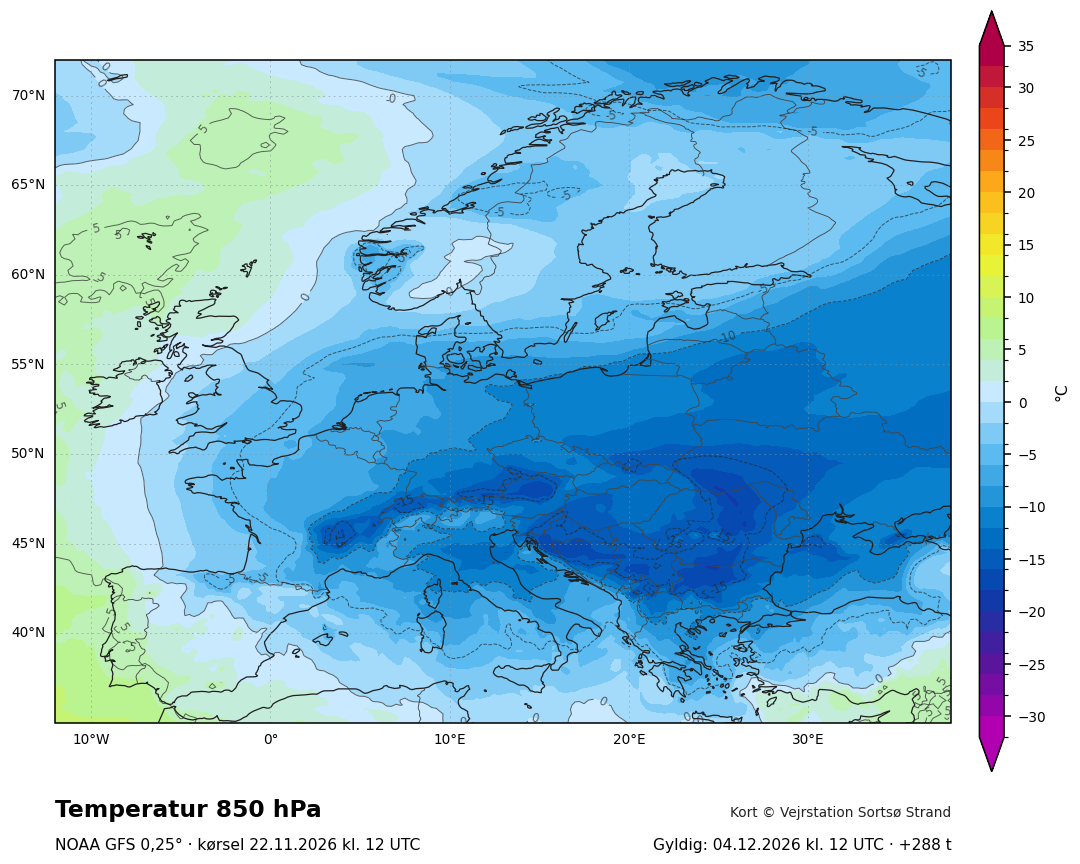 70°N
65°N
60°N
55°N
50°N
45°N
40°N
10°W 0° 10°E 20°E 30°E
35
30
25
20
15
10
5
0
−5
−10
−15
−20
−25
−30
°C
Temperatur 850 hPa
Kort © Vejrstation Sortsø Strand
NOAA GFS 0,25° · kørsel 22.11.2026 kl. 12 UTC
Gyldig: 04.12.2026 kl. 12 UTC · +288 t